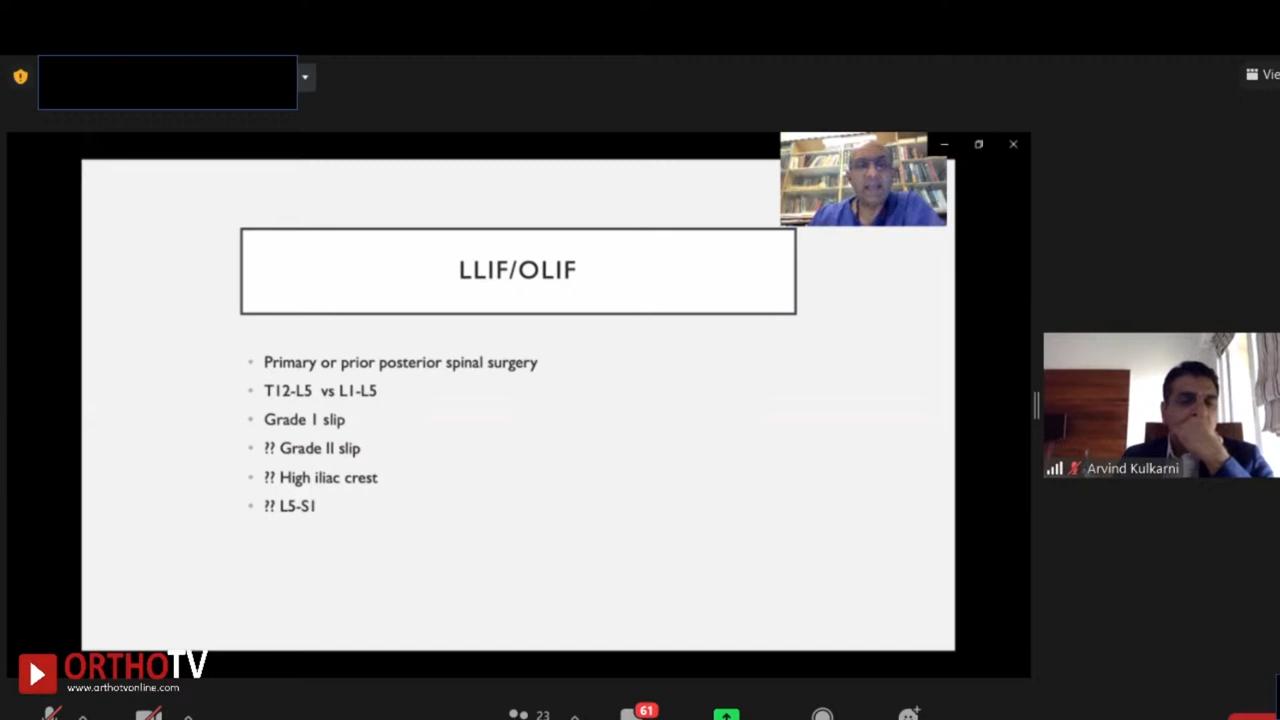 Vie
LLIF/OLIF
Primary or prior posterior spinal surgery
T12-L5 vs L1-L5
Grade I slip
?? Grade II slip
?? High iliac crest
?? L5-S1
Arvind Kulkarni
ORTHOTV
www.orthotvonline.com
23
61